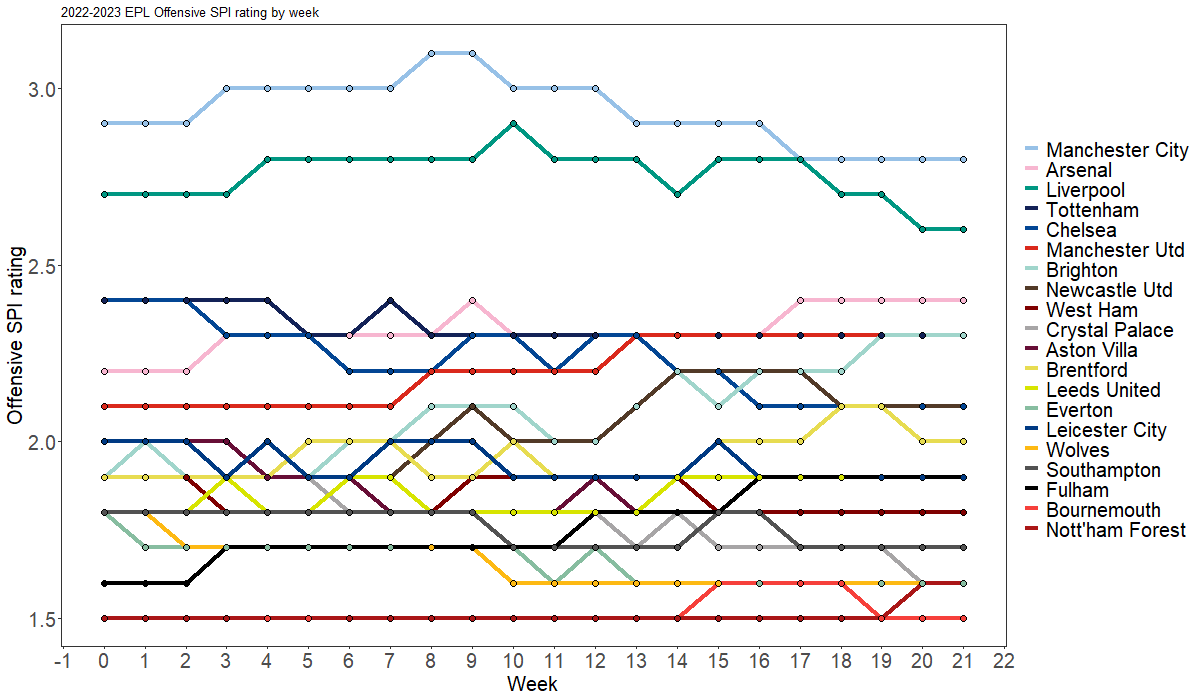 2022-2023 EPL Offensive SPI rating by week
3.0
2.5
2.0
1.5
Offensive SPI rating
-1 0 1 2 3 4 5 6 7 8 9 10 11 12 13 14 15 16 17 18 19 20 21 22
Week
Manchester City
Arsenal
Liverpool
Tottenham
Chelsea
Manchester Utd
Brighton
Newcastle Utd
West Ham
Crystal Palace
Aston Villa
Brentford
Leeds United
Everton
Leicester City
Wolves
Southampton
Fulham
Bournemouth
Nott'ham Forest